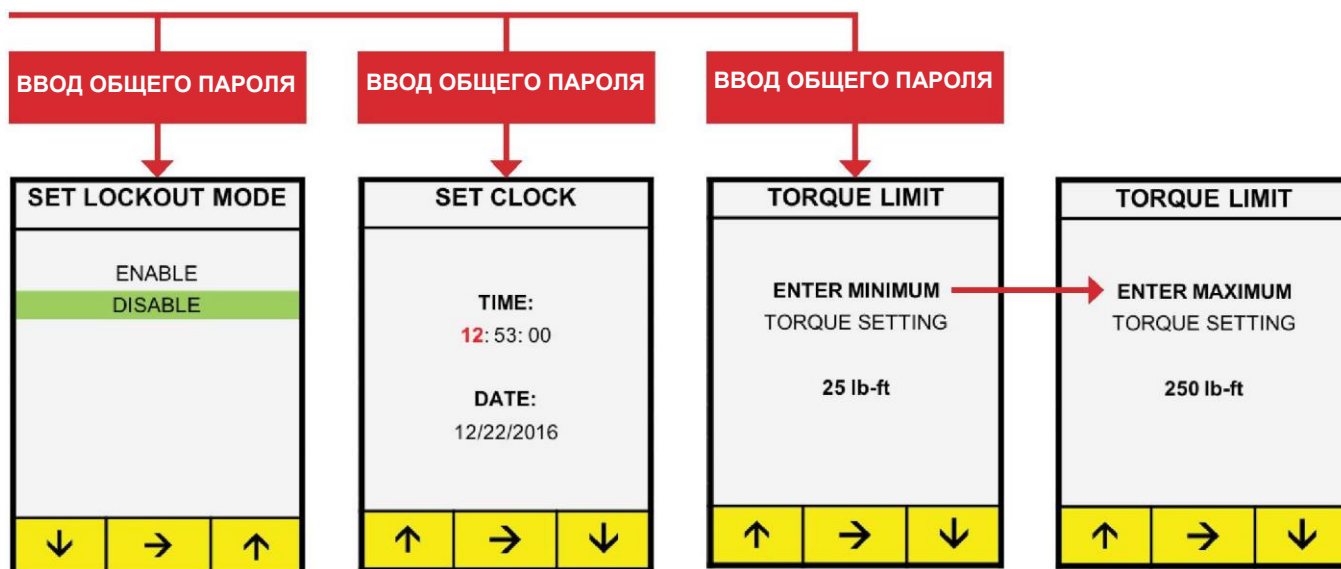 ВВОД ОБЩЕГО ПАРОЛЯ
ВВОД ОБЩЕГО ПАРОЛЯ
ВВОД ОБЩЕГО ПАРОЛЯ
SET LOCKOUT MODE
ENABLE
DISABLE
↓ → ↑
SET CLOCK
TIME:
12: 53: 00
DATE:
12/22/2016
↑ → ↓
TORQUE LIMIT
ENTER MINIMUM
TORQUE SETTING
25 lb-ft
↑ → ↓
TORQUE LIMIT
ENTER MAXIMUM
TORQUE SETTING
250 lb-ft
↑ → ↓